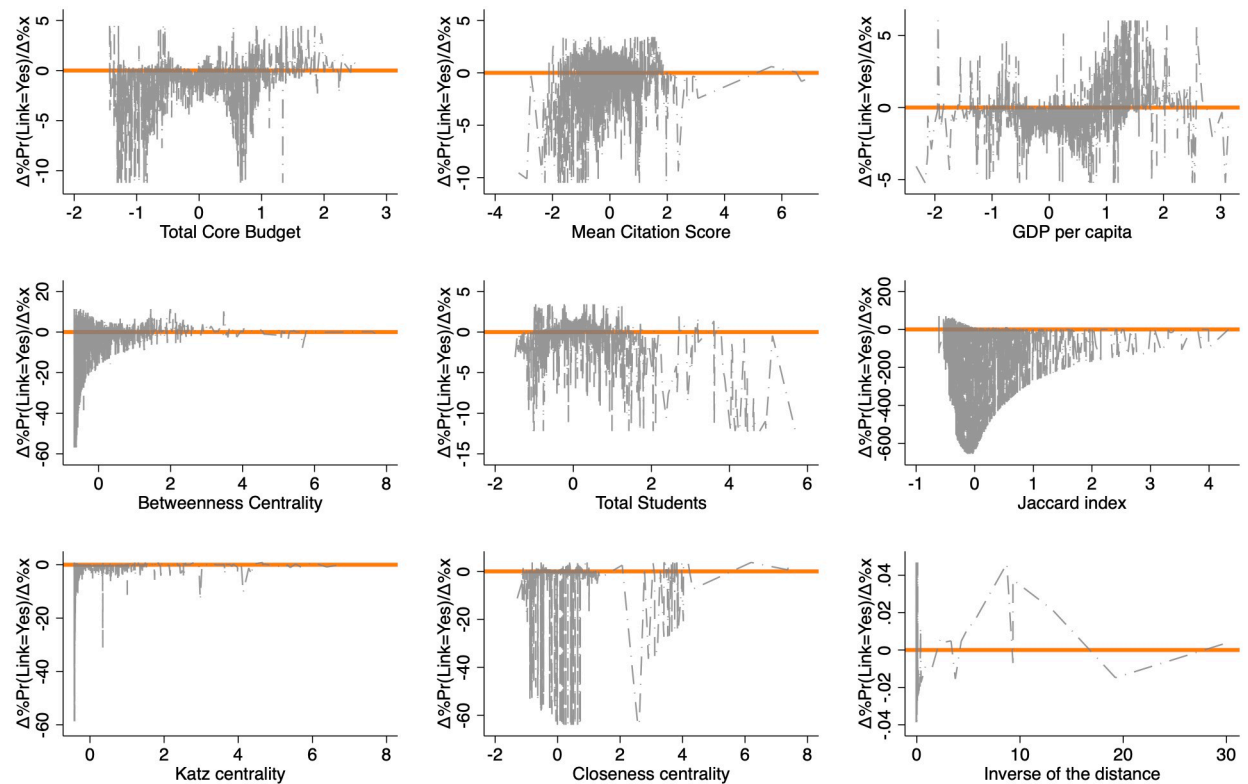 Δ%Pr(Link=Yes)/Δ%x
5
0
-5
-10
-2 -1 0 1 2 3
Total Core Budget
Δ%Pr(Link=Yes)/Δ%x
5
0
-5
-10
-4 -2 0 2 4 6
Mean Citation Score
Δ%Pr(Link=Yes)/Δ%x
5
0
-5
-2 -1 0 1 2 3
GDP per capita
Δ%Pr(Link=Yes)/Δ%x
20
0
-20
-40
-60
0 2 4 6 8
Betweenness Centrality
Δ%Pr(Link=Yes)/Δ%x
5
0
-5
-10
-15
-2 0 2 4 6
Total Students
Δ%Pr(Link=Yes)/Δ%x
200
0
-200
-400
-600
-1 0 1 2 3 4
Jaccard index
Δ%Pr(Link=Yes)/Δ%x
0
-20
-40
-60
0 2 4 6 8
Katz centrality
Δ%Pr(Link=Yes)/Δ%x
0
-20
-40
-60
-2 0 2 4 6 8
Closeness centrality
Δ%Pr(Link=Yes)/Δ%x
.04
.02
0
-.02
-.04
0 10 20 30
Inverse of the distance